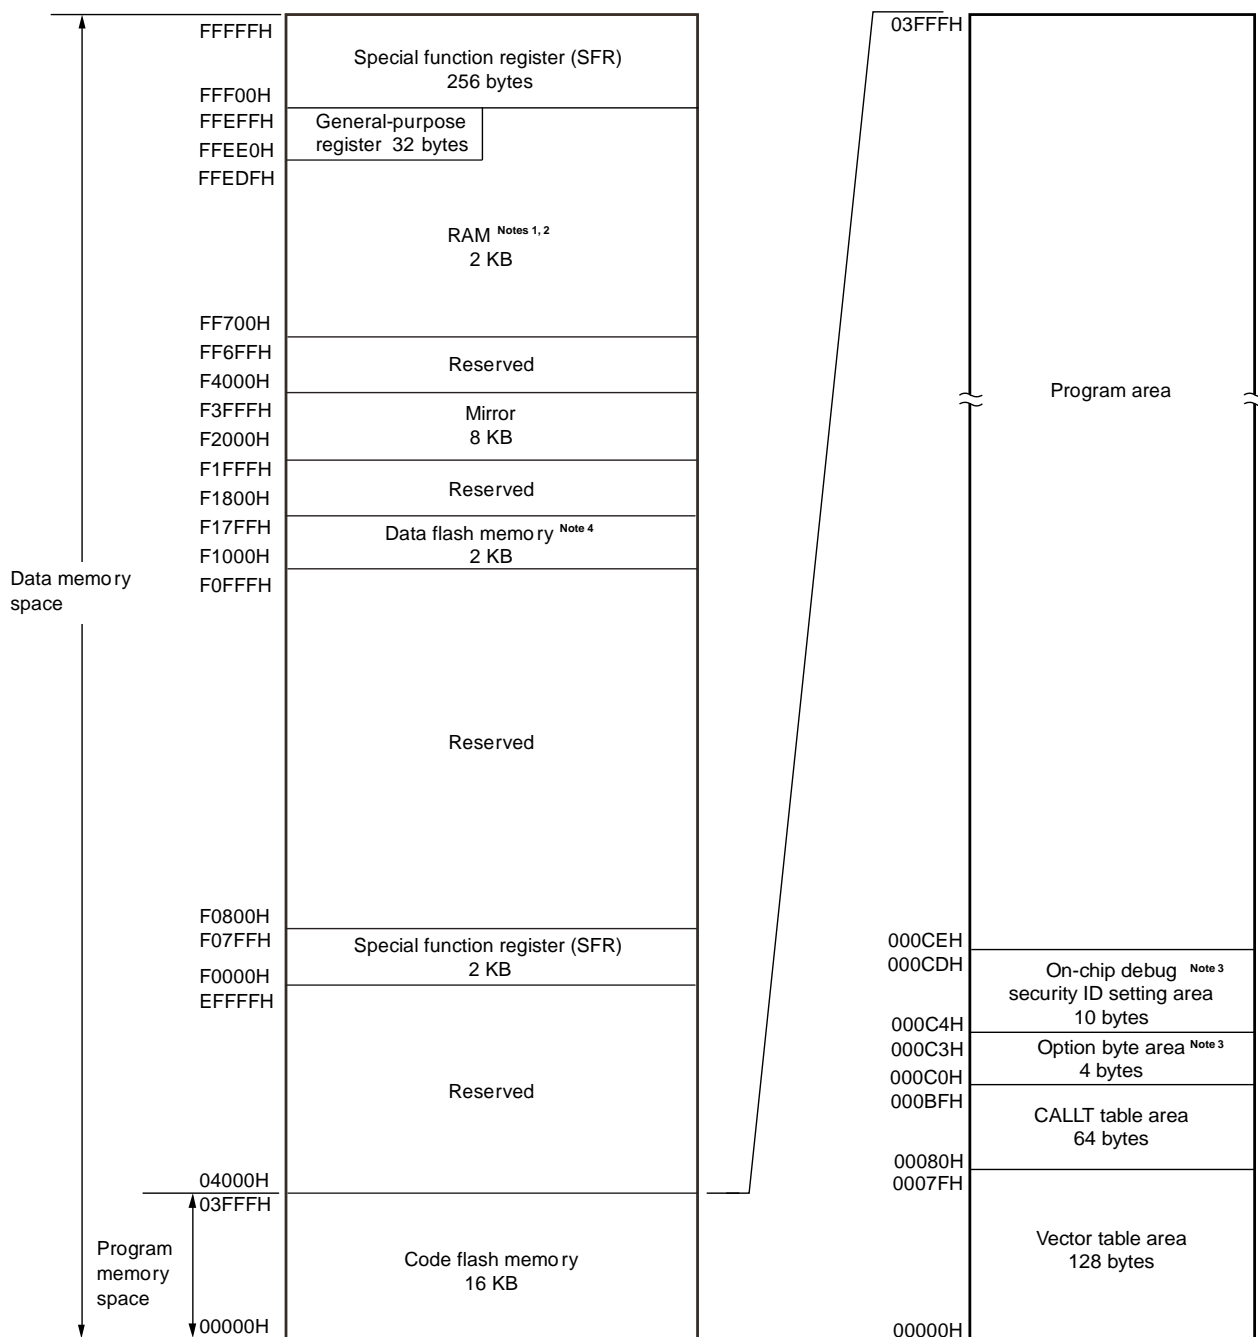 FFFFFH
Special function register (SFR)
256 bytes
FFF00H
FFEFFH
General-purpose
register 32 bytes
FFEE0H
FFEDFH
RAM Notes 1, 2
2 KB
FF700H
FF6FFH
Reserved
F4000H
F3FFFH
Mirror
8 KB
F2000H
F1FFFH
Reserved
F1800H
F17FFH
Data flash memory Note 4
2 KB
F1000H
F0FFFH
Data memory
space
Reserved
F0800H
F07FFH
Special function register (SFR)
2 KB
F0000H
EFFFFH
Reserved
04000H
03FFFH
Program
memory
space
Code flash memory
16 KB
00000H
03FFFH
Program area
000CEH
000CDH
On-chip debug Note 3
security ID setting area
10 bytes
000C4H
000C3H
Option byte area Note 3
4 bytes
000C0H
000BFH
CALLT table area
64 bytes
00080H
0007FH
Vector table area
128 bytes
00000H